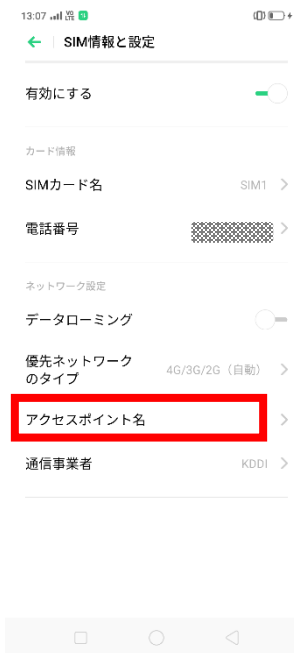 13:07
SIM情報と設定
有効にする
カード情報
SIMカード名 SIM1
電話番号
ネットワーク設定
データローミング
優先ネットワーク
のタイプ 4G/3G/2G（自動）
アクセスポイント名
通信事業者 KDDI